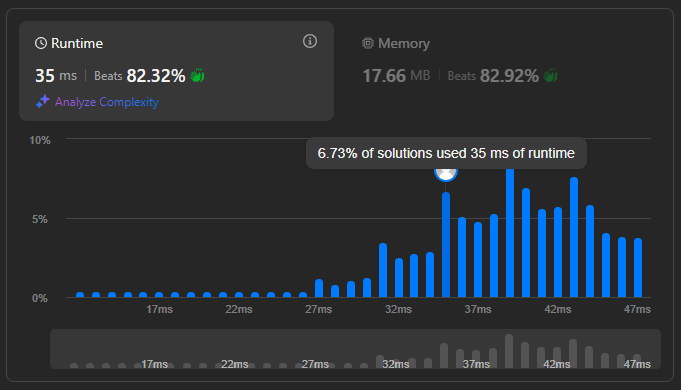 Runtime
Memory
35 ms | Beats 82.32%
17.66 MB | Beats 82.92%
Analyze Complexity
10%
6.73% of solutions used 35 ms of runtime
5%
0%
17ms 22ms 27ms 32ms 37ms 42ms 47ms
17ms 22ms 27ms 32ms 37ms 42ms 47ms